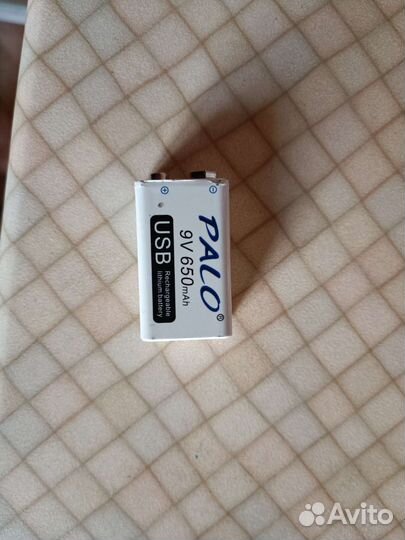 PALO®
9V 650mAh
USB
Rechargeable
lithium battery
+
−
Avito